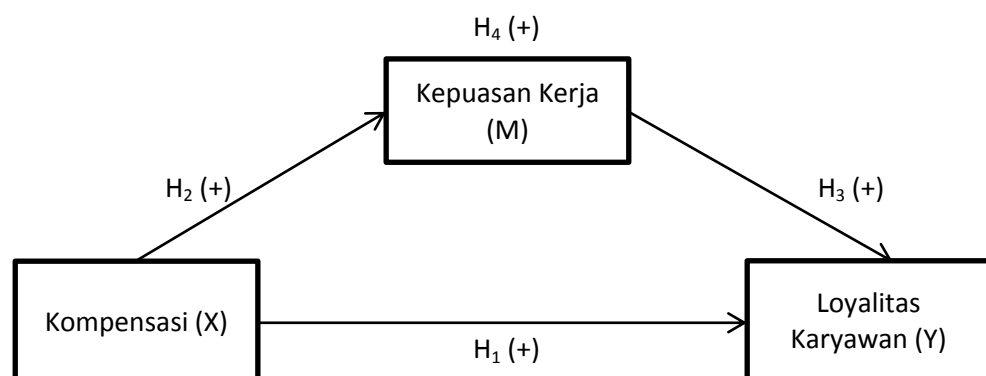 H₄ (+)
Kepuasan Kerja
(M)
H₂ (+)
H₃ (+)
Kompensasi (X)
Loyalitas
Karyawan (Y)
H₁ (+)